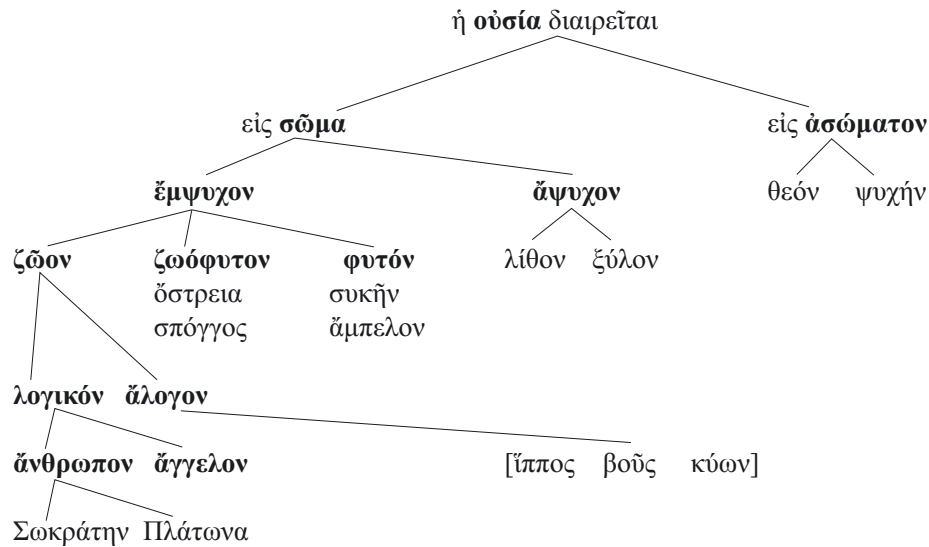 ἡ οὐσία διαιρεῖται
εἰς σῶμα εἰς ἀσώματον
ἔμψυχον ἄψυχον θεόν ψυχήν
ζῶον ζωόφυτον φυτόν λίθον ξύλον
ὄστρεια συκῆν
σπόγγος ἄμπελον
λογικόν ἄλογον
ἄνθρωπον ἄγγελον [ἵππος βοῦς κύων]
Σωκράτην Πλάτωνα